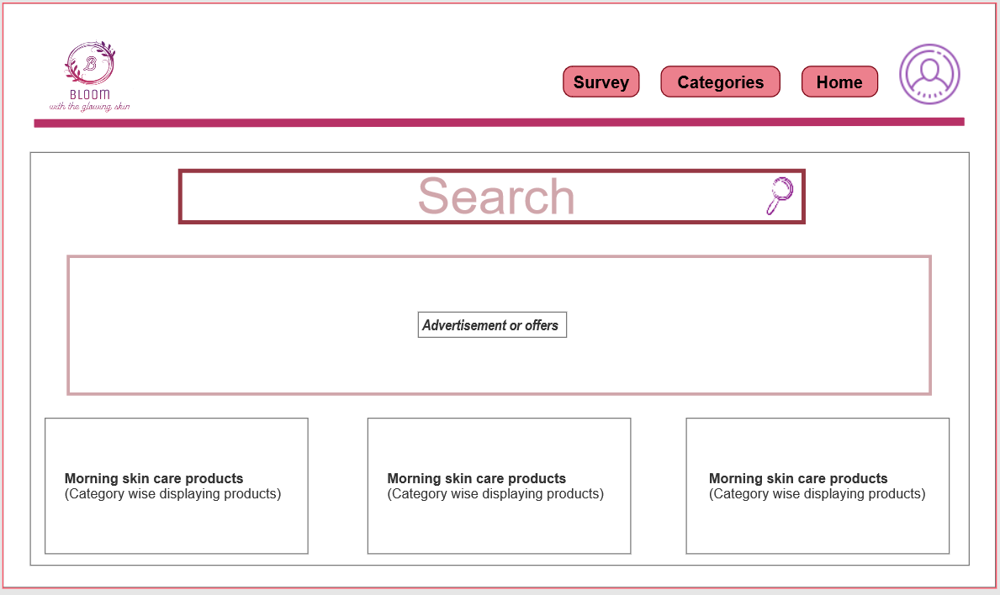 B
BLOOM
with the glowing skin
Survey
Categories
Home
Search
Advertisement or offers
Morning skin care products
(Category wise displaying products)
Morning skin care products
(Category wise displaying products)
Morning skin care products
(Category wise displaying products)